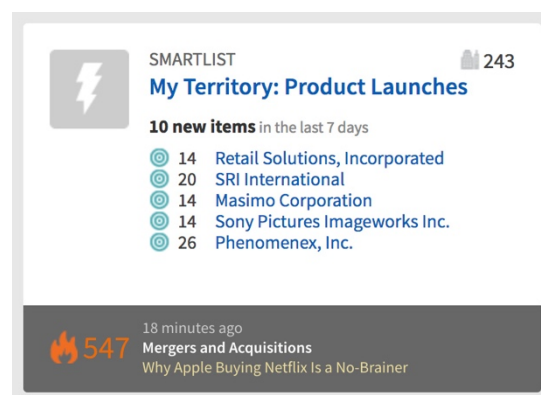 SMARTLIST
243
My Territory: Product Launches
10 new items in the last 7 days
14 Retail Solutions, Incorporated
20 SRI International
14 Masimo Corporation
14 Sony Pictures Imageworks Inc.
26 Phenomenex, Inc.
18 minutes ago
547
Mergers and Acquisitions
Why Apple Buying Netflix Is a No-Brainer